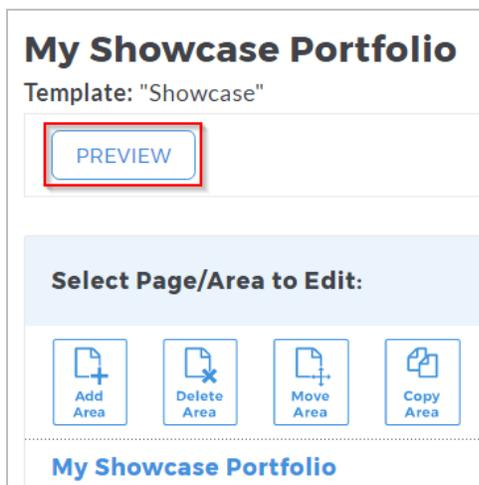 My Showcase Portfolio
Template: "Showcase"
PREVIEW
Select Page/Area to Edit:
Add
Area
Delete
Area
Move
Area
Copy
Area
My Showcase Portfolio